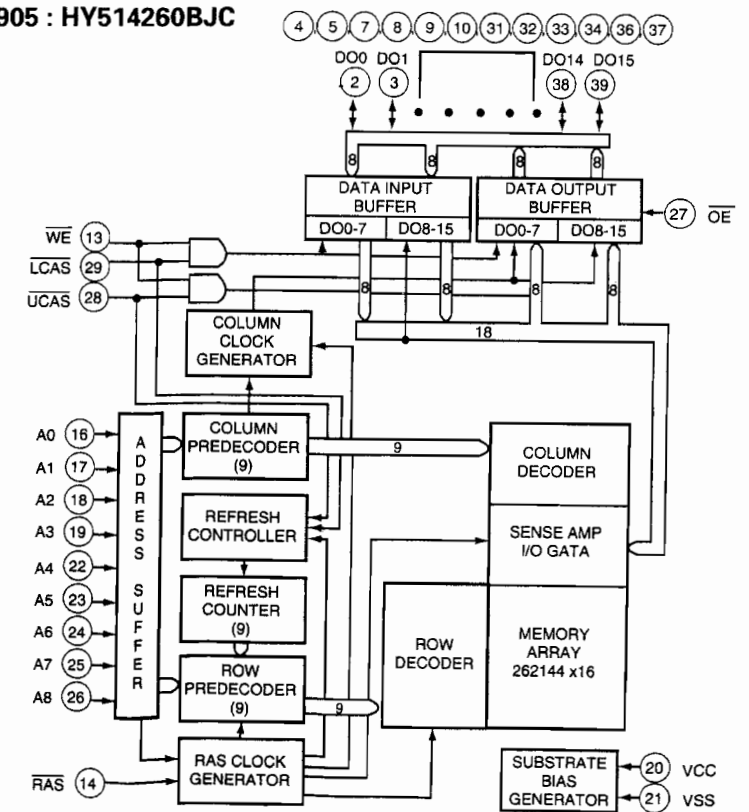 905 : HY514260BJC
4 5 7 8 9 10 31 32 33 34 36 37
DO0 DO1 DO14 DO15
2 3 38 39
8 8 8 8
DATA INPUT
BUFFER
DO0-7 DO8-15
DATA OUTPUT
BUFFER
DO0-7 DO8-15
27 OE
WE 13
LCAS 29
UCAS 28
8 8 8 8
18
COLUMN
CLOCK
GENERATOR
A0 16
A1 17
A2 18
A3 19
A4 22
A5 23
A6 24
A7 25
A8 26
ADDRESS SUFFER
COLUMN
PREDECODER
(9)
9
REFRESH
CONTROLLER
REFRESH
COUNTER
(9)
ROW
PREDECODER
(9)
9
RAS 14
RAS CLOCK
GENERATOR
COLUMN
DECODER
SENSE AMP
I/O GATA
ROW
DECODER
MEMORY
ARRAY
262144 x16
SUBSTRATE
BIAS
GENERATOR
20 VCC
21 VSS